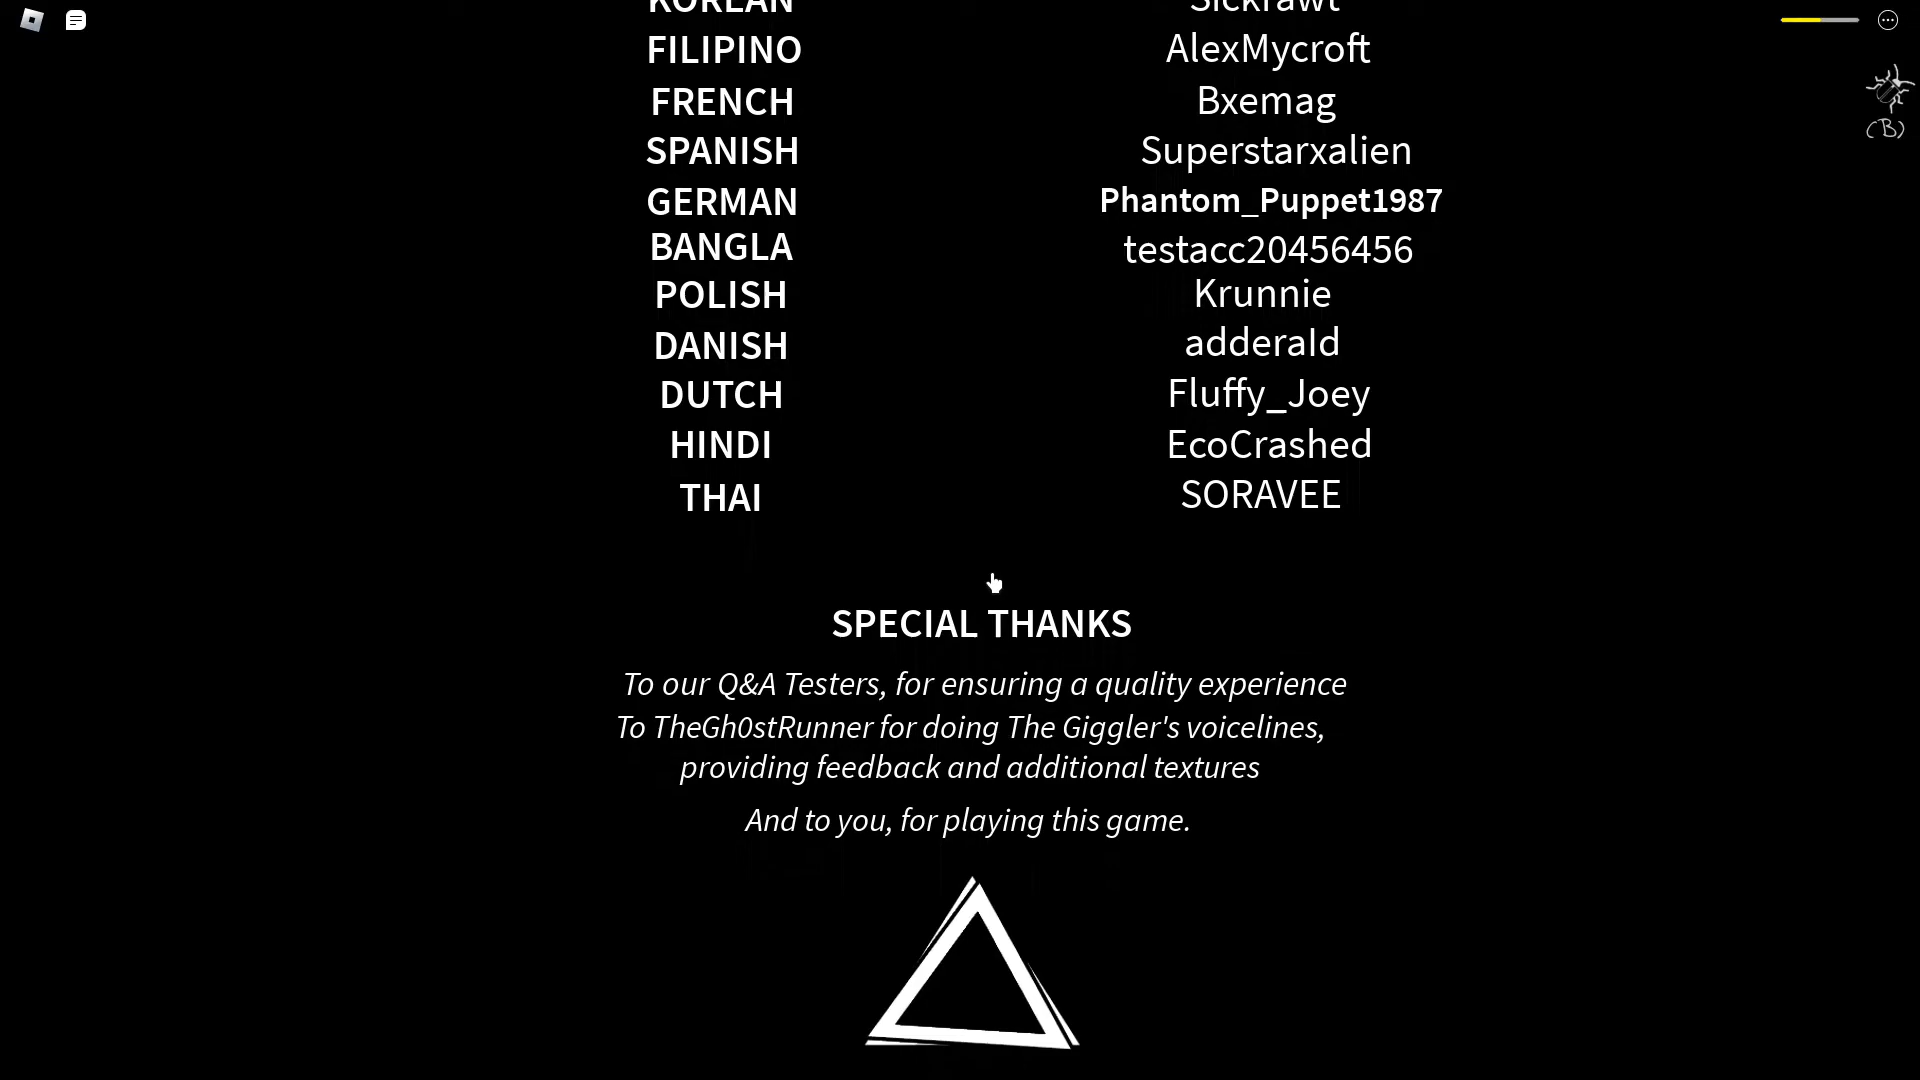 KOREAN Sickfawt
FILIPINO AlexMycroft
FRENCH Bxemag
SPANISH Superstarxalien
GERMAN Phantom_Puppet1987
BANGLA testacc20456456
POLISH Krunnie
DANISH adderaId
DUTCH Fluffy_Joey
HINDI EcoCrashed
THAI SORAVEE
(B)
SPECIAL THANKS
To our Q&A Testers, for ensuring a quality experience
To TheGh0stRunner for doing The Giggler's voicelines,
providing feedback and additional textures
And to you, for playing this game.